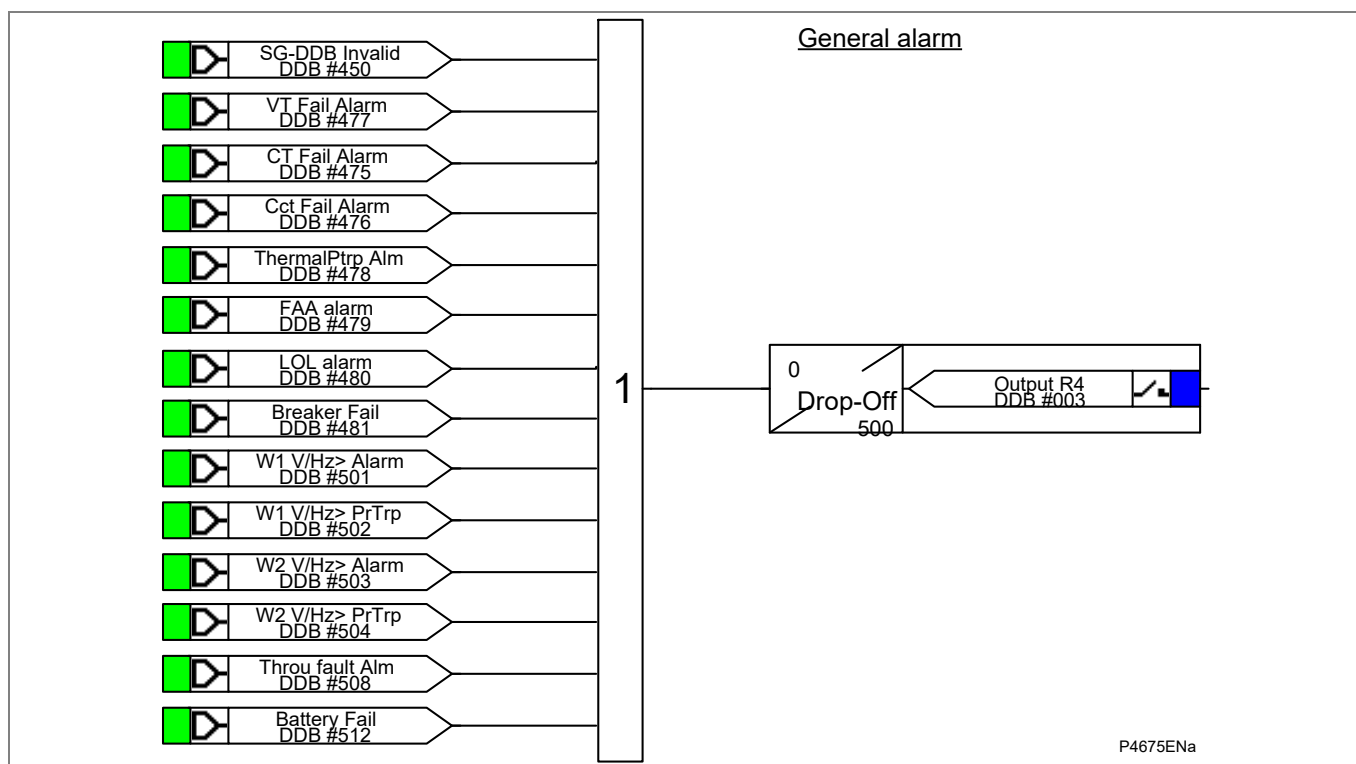 General alarm
SG-DDB Invalid
DDB #450
VT Fail Alarm
DDB #477
CT Fail Alarm
DDB #475
Cct Fail Alarm
DDB #476
ThermalPtrp Alm
DDB #478
FAA alarm
DDB #479
LOL alarm
DDB #480
Breaker Fail
DDB #481
W1 V/Hz> Alarm
DDB #501
W1 V/Hz> PrTrp
DDB #502
W2 V/Hz> Alarm
DDB #503
W2 V/Hz> PrTrp
DDB #504
Throu fault Alm
DDB #508
Battery Fail
DDB #512
1
0
Drop-Off
500
Output R4
DDB #003
P4675ENa